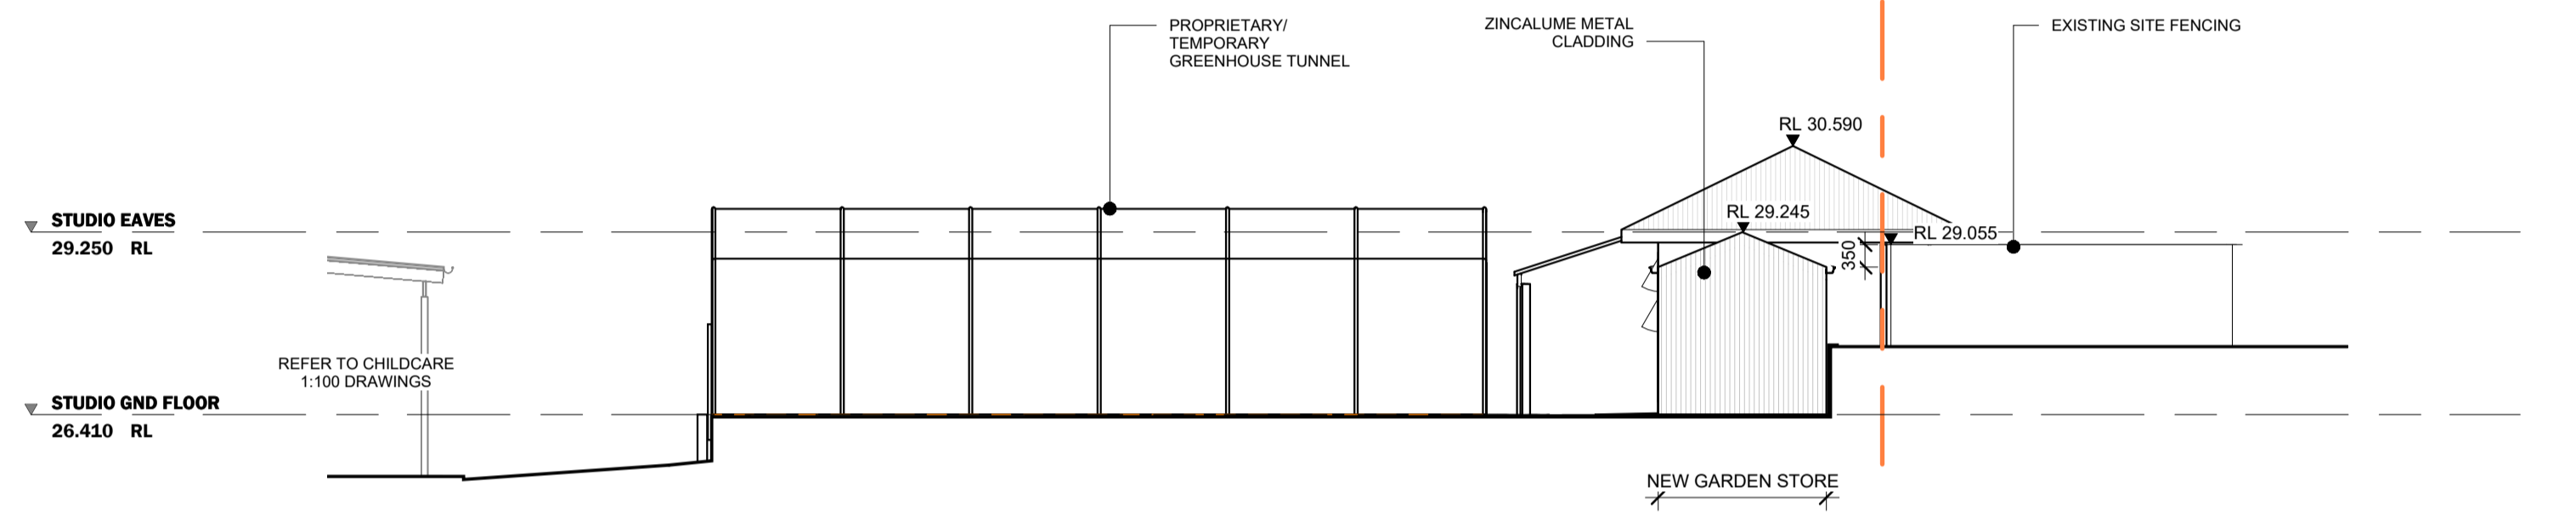 PROPRIETARY/
TEMPORARY
GREENHOUSE TUNNEL
ZINCALUME METAL
CLADDING
EXISTING SITE FENCING
RL 30.590
RL 29.245
RL 29.055
350
STUDIO EAVES
29.250 RL
REFER TO CHILDCARE
1:100 DRAWINGS
STUDIO GND FLOOR
26.410 RL
NEW GARDEN STORE